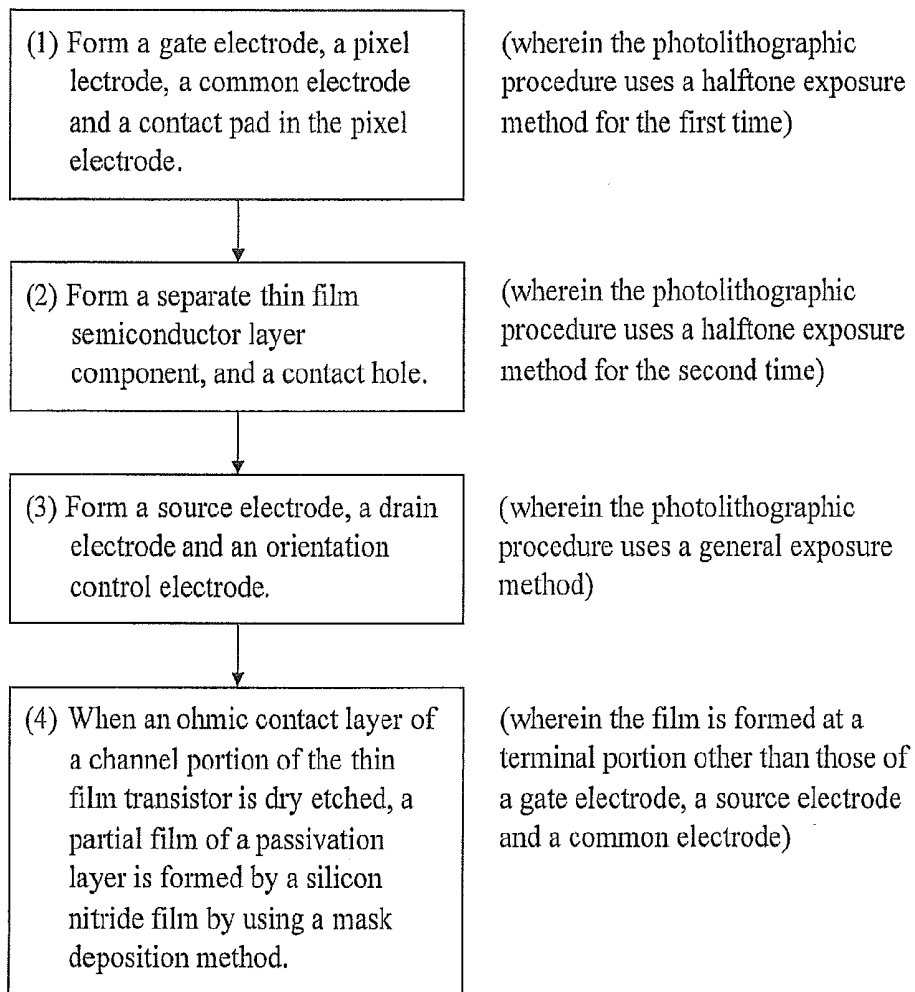 (1) Form a gate electrode, a pixel
lectrode, a common electrode
and a contact pad in the pixel
electrode.
(wherein the photolithographic
procedure uses a halftone exposure
method for the first time)
(2) Form a separate thin film
semiconductor layer
component, and a contact hole.
(wherein the photolithographic
procedure uses a halftone exposure
method for the second time)
(3) Form a source electrode, a drain
electrode and an orientation
control electrode.
(wherein the photolithographic
procedure uses a general exposure
method)
(4) When an ohmic contact layer of
a channel portion of the thin
film transistor is dry etched, a
partial film of a passivation
layer is formed by a silicon
nitride film by using a mask
deposition method.
(wherein the film is formed at a
terminal portion other than those of
a gate electrode, a source electrode
and a common electrode)